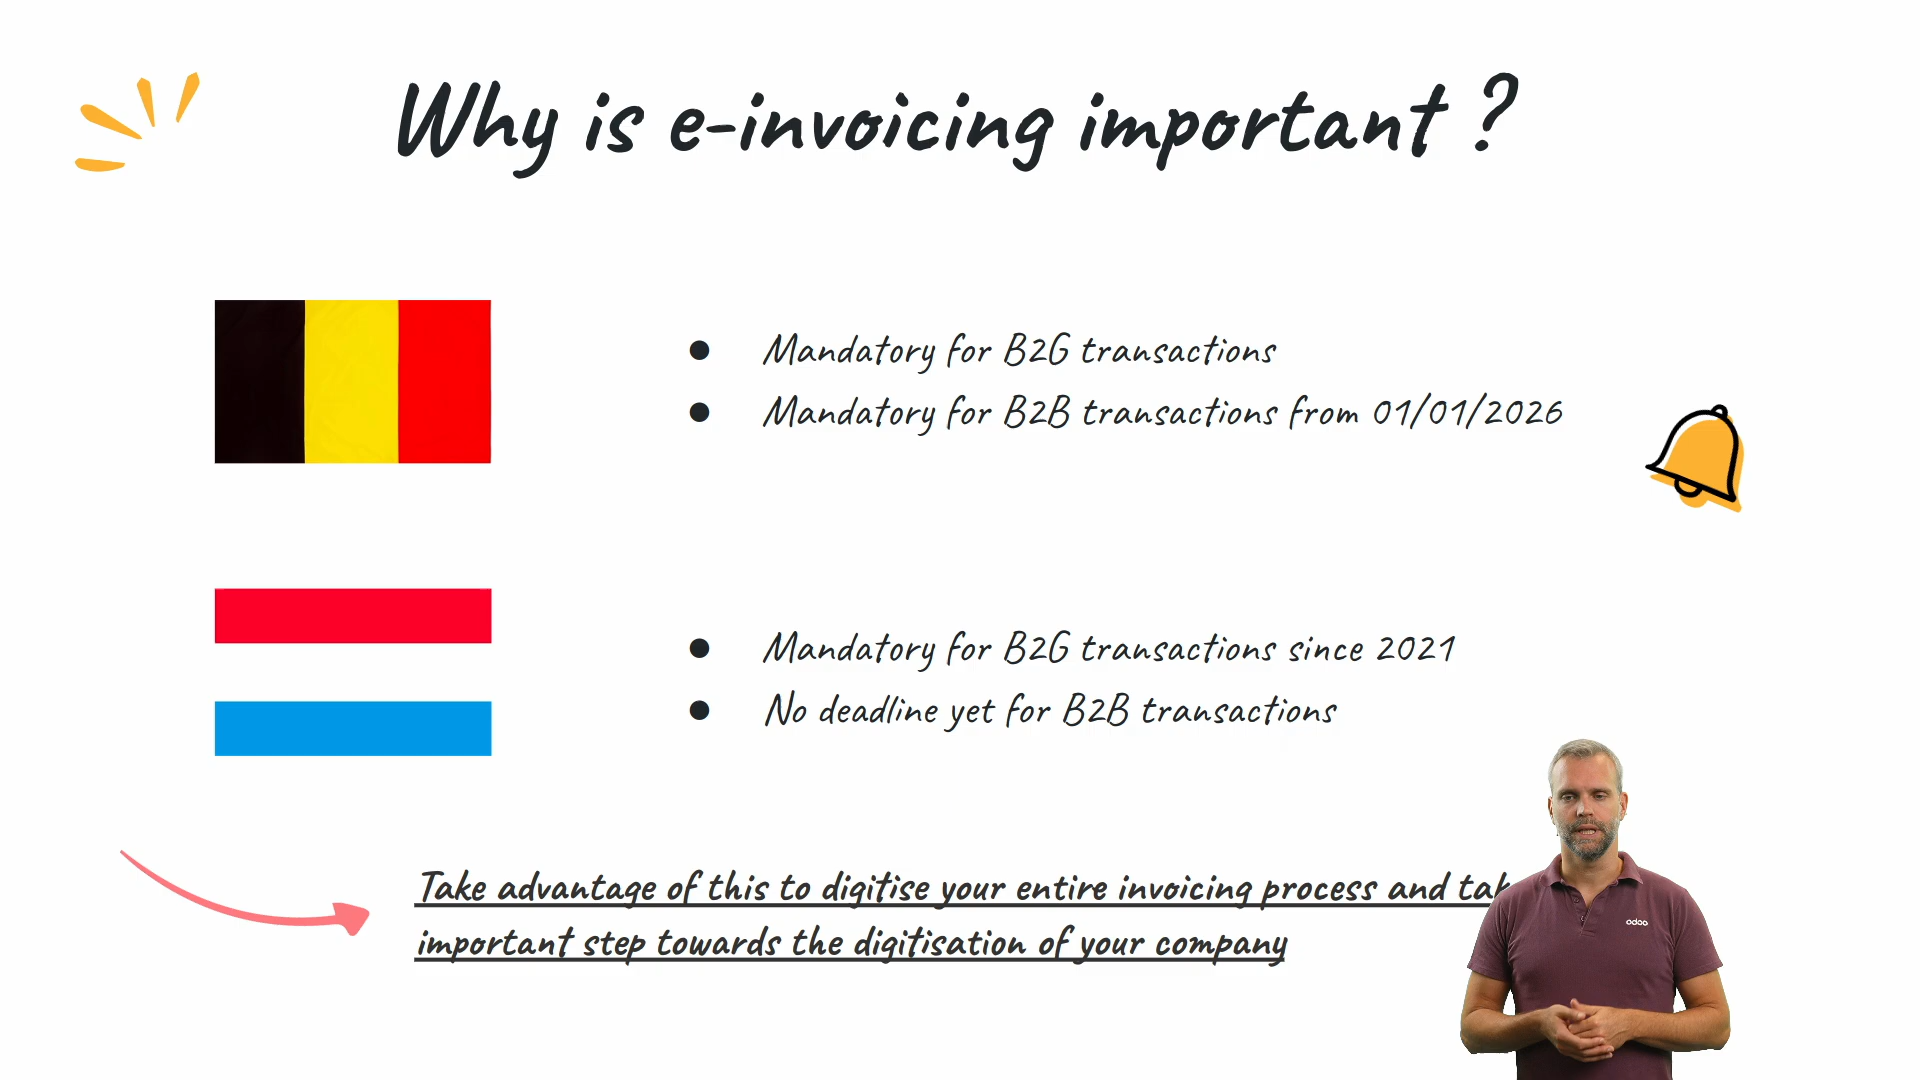 Why is e-invoicing important ?
● Mandatory for B2G transactions
● Mandatory for B2B transactions from 01/01/2026
● Mandatory for B2G transactions since 2021
● No deadline yet for B2B transactions
Take advantage of this to digitise your entire invoicing process and
important step towards the digitisation of your company
odoo